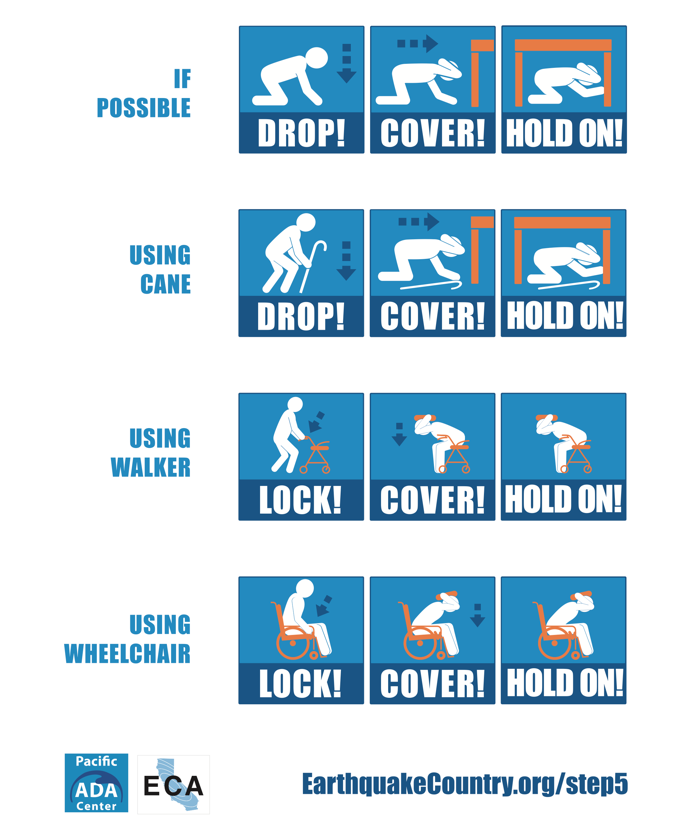 IF
POSSIBLE
DROP!
COVER!
HOLD ON!
USING
CANE
DROP!
COVER!
HOLD ON!
USING
WALKER
LOCK!
COVER!
HOLD ON!
USING
WHEELCHAIR
LOCK!
COVER!
HOLD ON!
Pacific
ADA
Center
ECA
EarthquakeCountry.org/step5